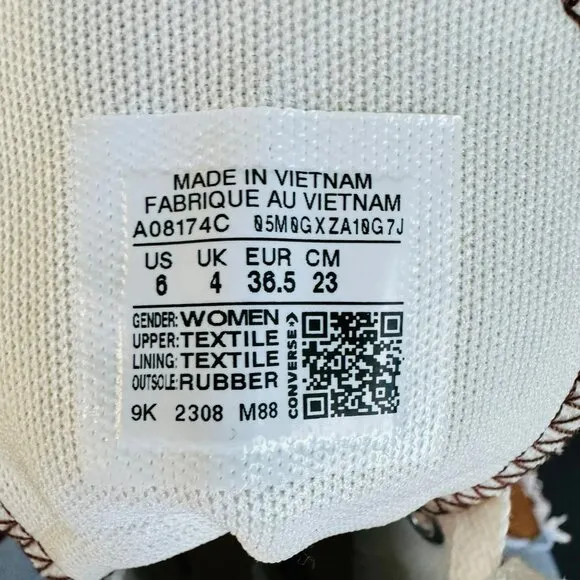 MADE IN VIETNAM
FABRIQUE AU VIETNAM
A08174C 05M0GXZA10G7J
US UK EUR CM
6 4 36.5 23
GENDER: WOMEN
UPPER: TEXTILE
LINING: TEXTILE
OUTSOLE: RUBBER
CONVERSE
9K 2308 M88